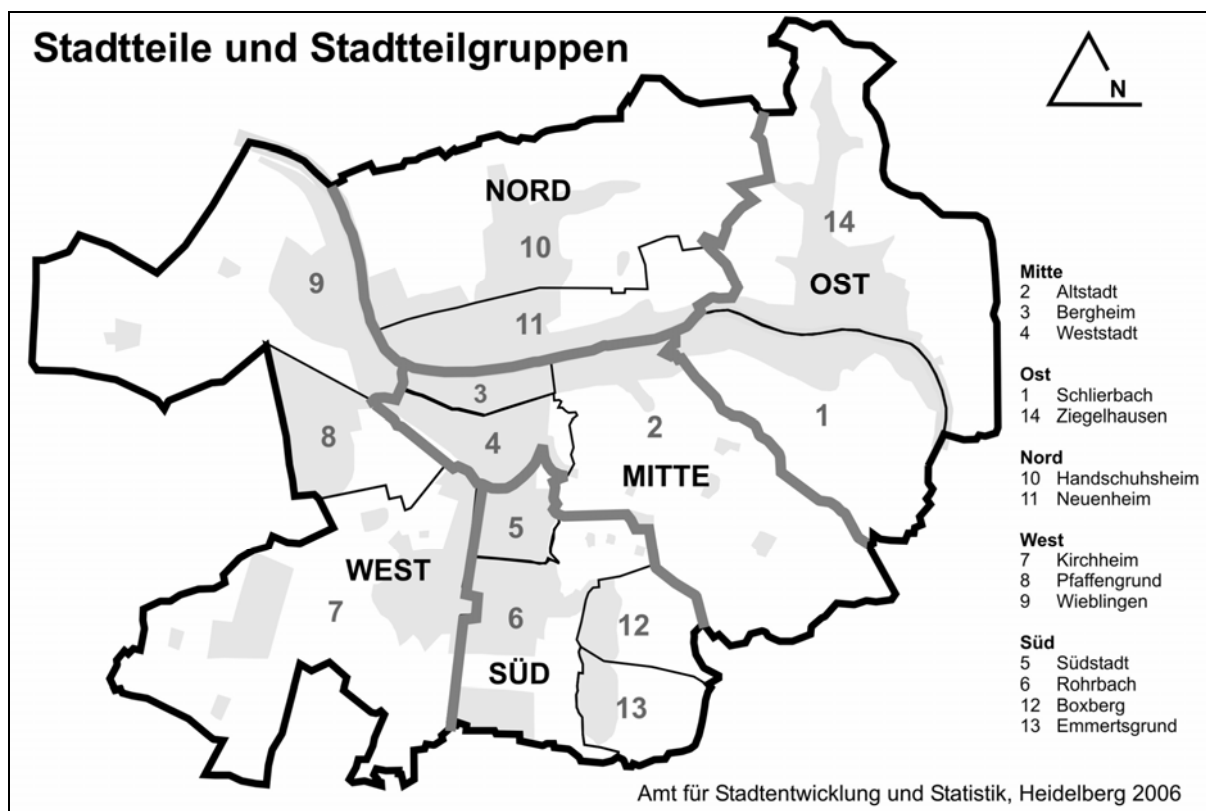 Stadtteile und Stadtteilgruppen
N
NORD
14
10
9
OST
11
3
1
2
8
4
MITTE
5
WEST
7
6
12
SÜD
13
Mitte
2 Altstadt
3 Bergheim
4 Weststadt
Ost
1 Schlierbach
14 Ziegelhausen
Nord
10 Handschuhsheim
11 Neuenheim
West
7 Kirchheim
8 Pfaffengrund
9 Wieblingen
Süd
5 Südstadt
6 Rohrbach
12 Boxberg
13 Emmertsgrund
Amt für Stadtentwicklung und Statistik, Heidelberg 2006